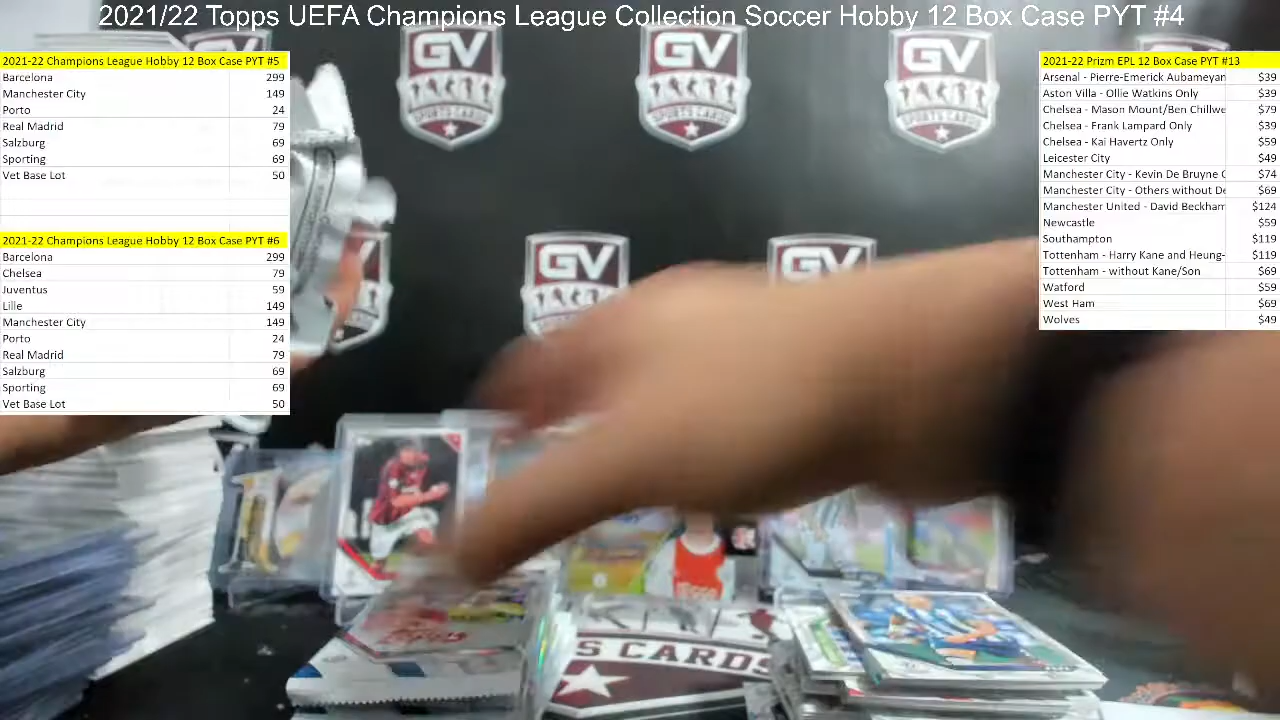 2021/22 Topps UEFA Champions League Collection Soccer Hobby 12 Box Case PYT #4
2021-22 Champions League Hobby 12 Box Case PYT #5
Barcelona 299
Manchester City 149
Porto 24
Real Madrid 79
Salzburg 69
Sporting 69
Vet Base Lot 50
2021-22 Champions League Hobby 12 Box Case PYT #6
Barcelona 299
Chelsea 79
Juventus 59
Lille 149
Manchester City 149
Porto 24
Real Madrid 79
Salzburg 69
Sporting 69
Vet Base Lot 50
2021-22 Prizm EPL 12 Box Case PYT #13
Arsenal - Pierre-Emerick Aubameyan $39
Aston Villa - Ollie Watkins Only $39
Chelsea - Mason Mount/Ben Chillwe $79
Chelsea - Frank Lampard Only $39
Chelsea - Kai Havertz Only $59
Leicester City $49
Manchester City - Kevin De Bruyne $74
Manchester City - Others without De $69
Manchester United - David Beckham $124
Newcastle $59
Southampton $119
Tottenham - Harry Kane and Heung- $119
Tottenham - without Kane/Son $69
Watford $59
West Ham $69
Wolves $49
GV
SPORTS CARDS
GV
SPORTS CARDS
GV
SPORTS CARDS
GV
GV
S CARDS